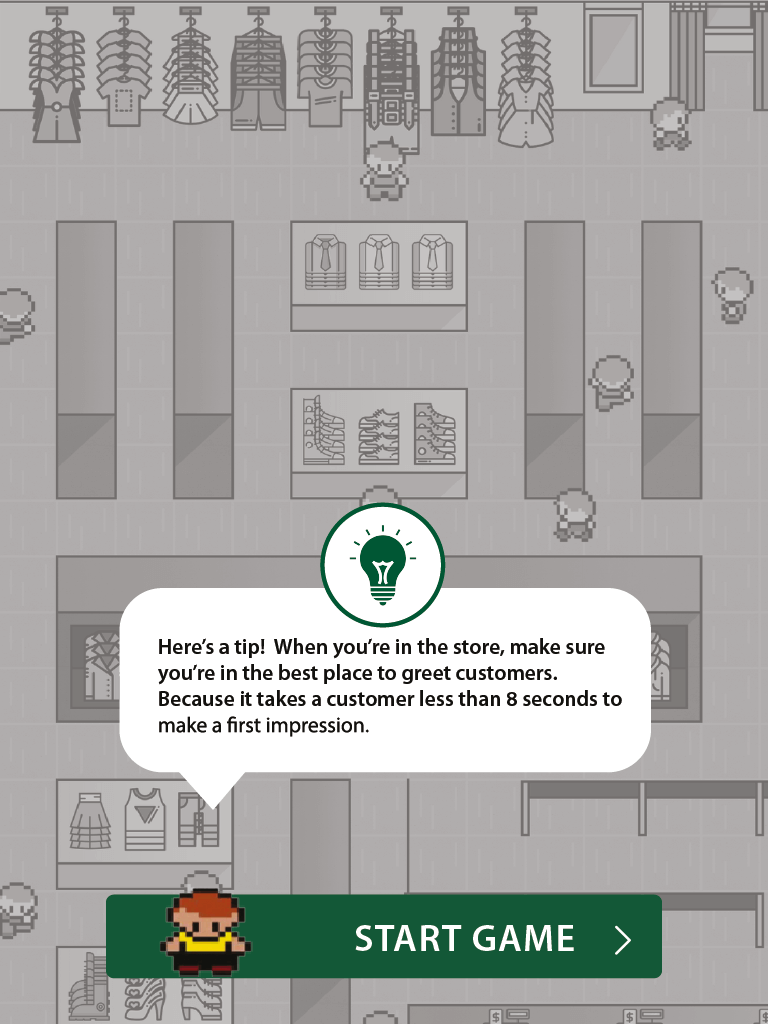 Here's a tip!  When you're in the store, make sure
you're in the best place to greet customers.
Because it takes a customer less than 8 seconds to
make a first impression.
START GAME
$
$
$